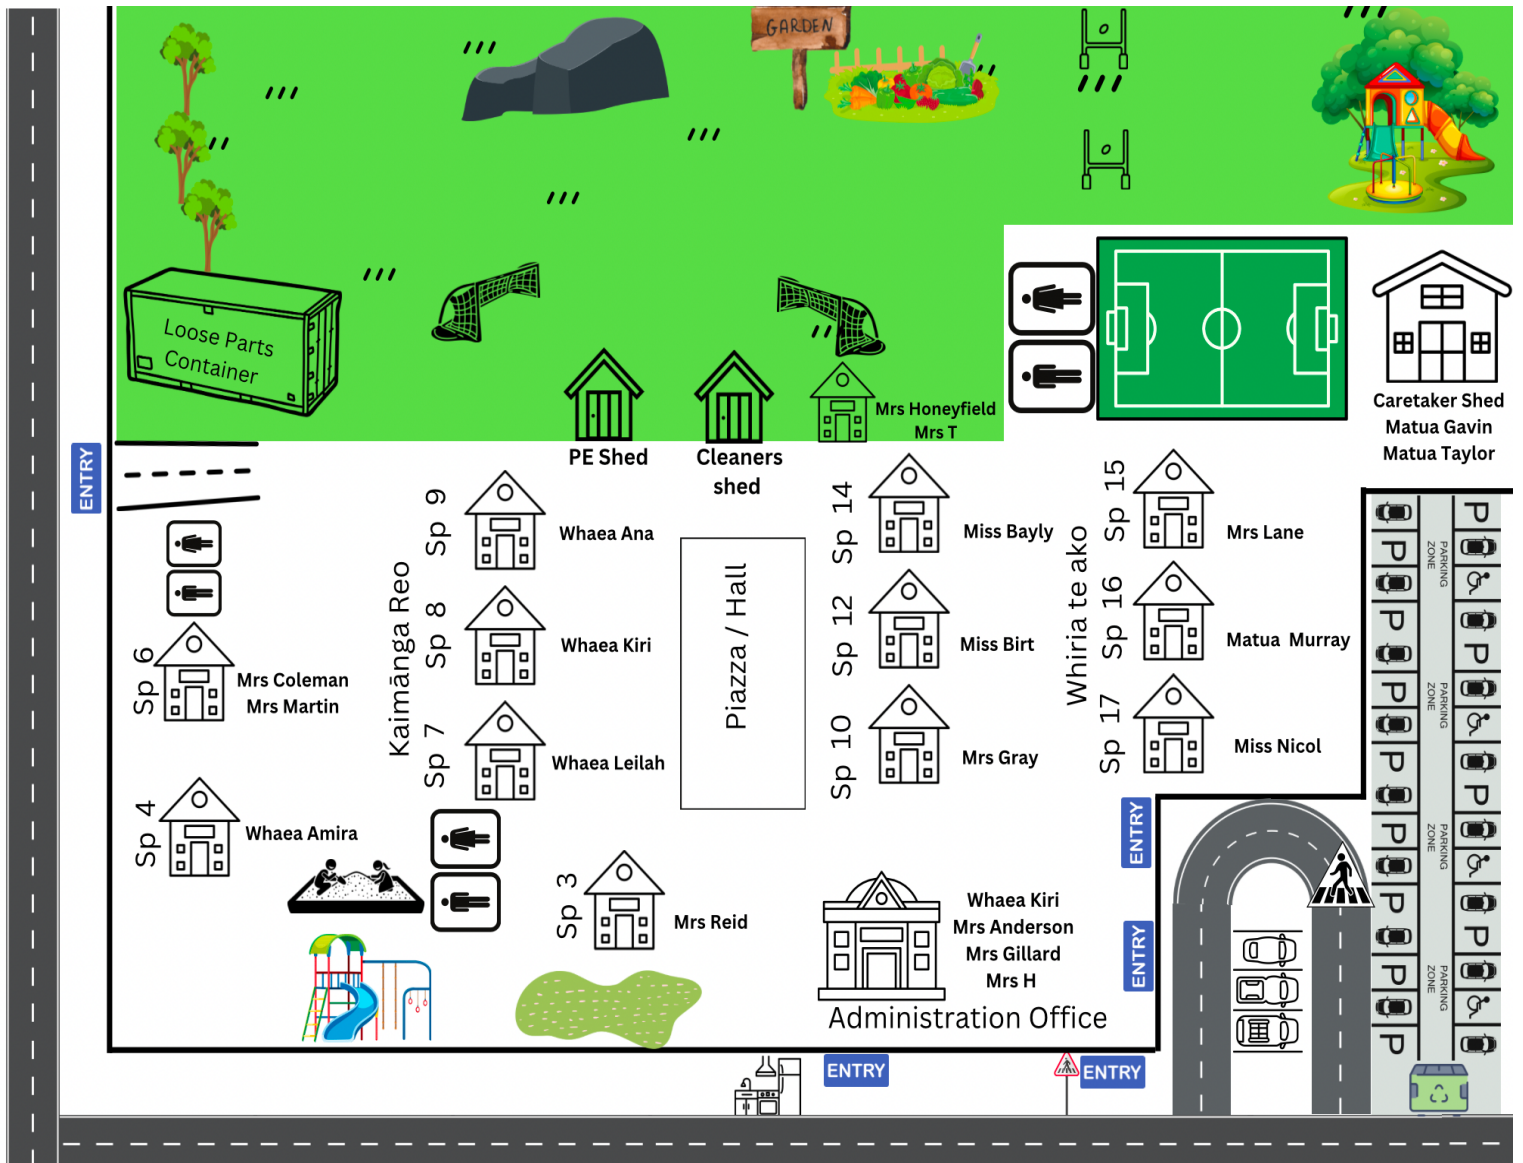 GARDEN
Loose Parts
Container
Mrs Honeyfield
Mrs T
Caretaker Shed
Matua Gavin
Matua Taylor
ENTRY
PE Shed
Cleaners
shed
Sp 9
Whaea Ana
Sp 14
Miss Bayly
Sp 15
Mrs Lane
Kaimānga Reo
Sp 8
Whaea Kiri
Piazza / Hall
Sp 12
Miss Birt
Whiria te ako
Sp 16
Matua Murray
Sp 6
Mrs Coleman
Mrs Martin
Sp 7
Whaea Leilah
Sp 10
Mrs Gray
Sp 17
Miss Nicol
Sp 4
Whaea Amira
Sp 3
Mrs Reid
Whaea Kiri
Mrs Anderson
Mrs Gillard
Mrs H
Administration Office
ENTRY
ENTRY
ENTRY
ENTRY
P
P
P
P
P
P
P
P
P
P
P
P
P
PARKING
ZONE
PARKING
ZONE
PARKING
ZONE
PARKING
ZONE